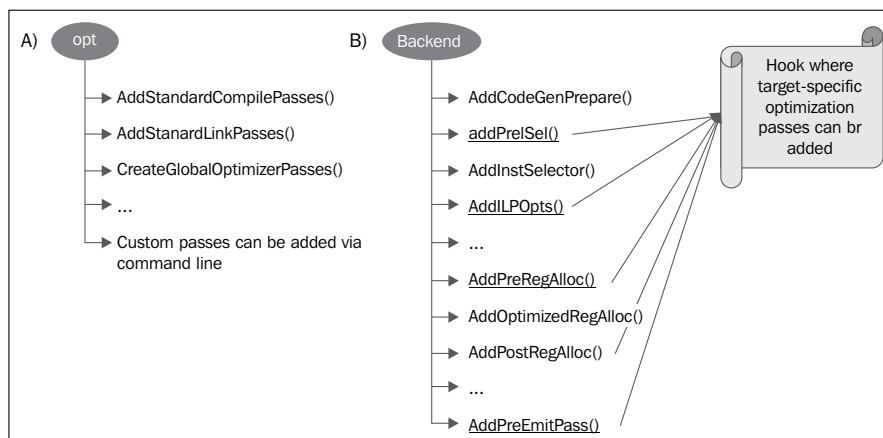 A)
opt
AddStandardCompilePasses()
AddStanardLinkPasses()
CreateGlobalOptimizerPasses()
...
Custom passes can be added via
command line
B)
Backend
AddCodeGenPrepare()
addPreISel()
AddInstSelector()
AddILPOpts()
...
AddPreRegAlloc()
AddOptimizedRegAlloc()
AddPostRegAlloc()
...
AddPreEmitPass()
Hook where
target-specific
optimization
passes can br
added